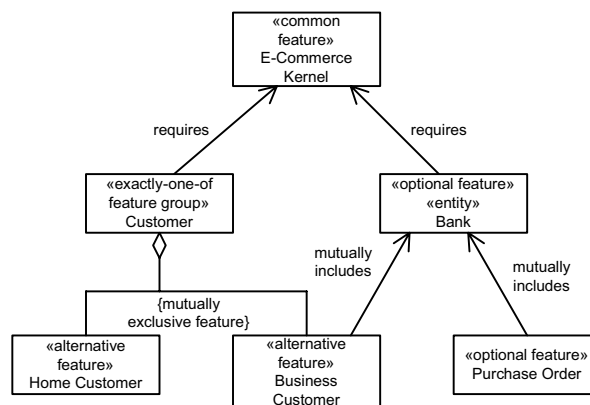 «common
feature»
E-Commerce
Kernel
requires
requires
«exactly-one-of
feature group»
Customer
«optional feature»
«entity»
Bank
mutually
includes
mutually
includes
{mutually
exclusive feature}
«alternative
feature»
Home Customer
«alternative
feature»
Business
Customer
«optional feature»
Purchase Order